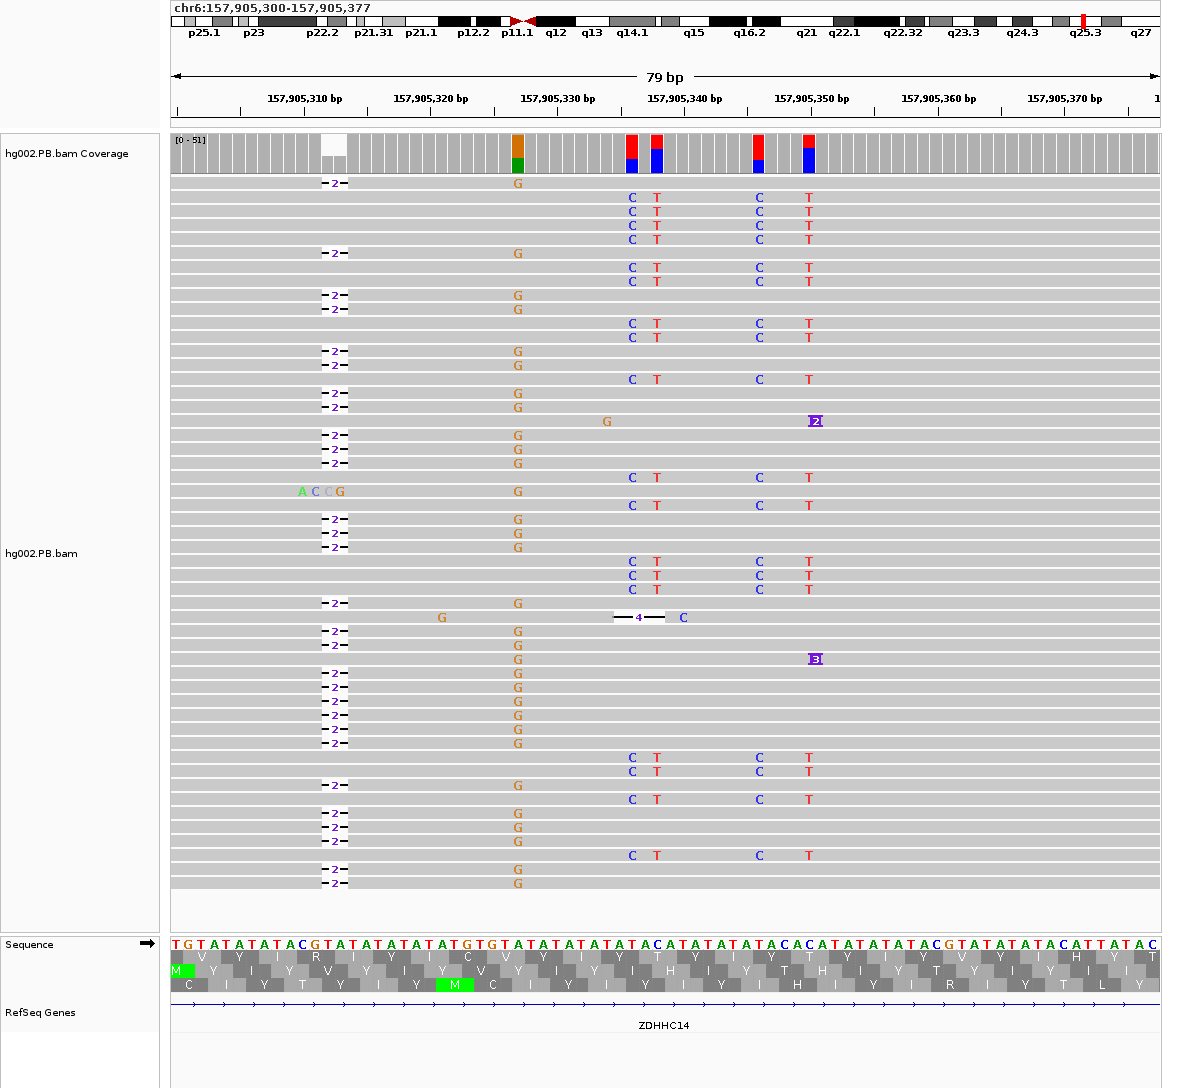 chr6:157,905,300-157,905,377
p25.1 p23 p22.2 p21.31 p21.1 p12.2 p11.1 q12 q13 q14.1 q15 q16.2 q21 q22.1 q22.32 q23.3 q24.3 q25.3 q27
79 bp
157,905,310 bp 157,905,320 bp 157,905,330 bp 157,905,340 bp 157,905,350 bp 157,905,360 bp 157,905,370 bp 1
hg002.PB.bam Coverage
[0 - 51]
2 G
C T C T
C T C T
C T C T
C T C T
2 G
C T C T
C T C T
2 G
2 G
C T C T
C T C T
2 G
2 G
C T C T
2 G
2 G
G 2
2 G
2 G
2 G
C T C T
A C C G G
C T C T
2 G
2 G
2 G
hg002.PB.bam
C T C T
C T C T
C T C T
2 G
G 4 C
2 G
2 G
G 3
2 G
2 G
2 G
2 G
2 G
2 G
C T C T
C T C T
2 G
C T C T
2 G
2 G
2 G
C T C T
2 G
2 G
Sequence T G T A T A T A T A C G T A T A T A T A T A T G T G T A T A T A T A T A T A C A T A T A T A T A C A C A T A T A T A T A C G T A T A T A T A C A T T A T A C
V Y I R I Y I C V Y I Y T Y I Y T Y I Y V Y I H Y T
M Y I Y V Y I Y V Y I Y I H I Y T H I Y T Y I Y I I
C I Y T Y I Y M C I Y I Y I Y I H I Y I R I Y T L Y
RefSeq Genes
ZDHHC14